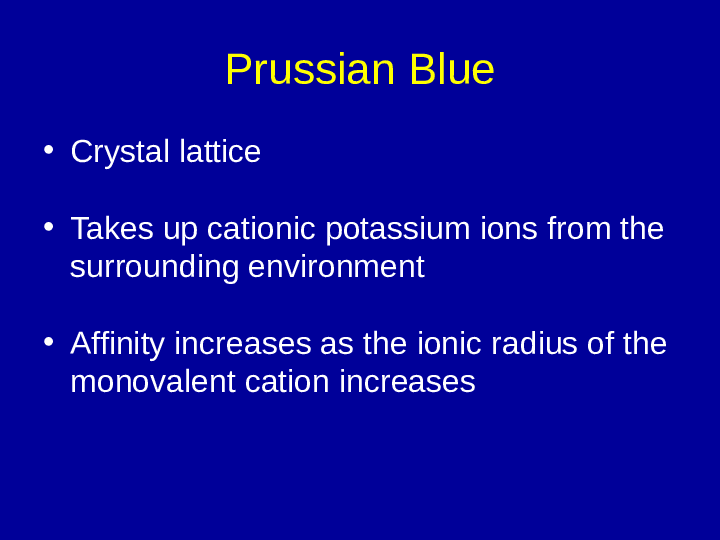 Prussian Blue
• Crystal lattice
• Takes up cationic potassium ions from the
surrounding environment
• Affinity increases as the ionic radius of the
monovalent cation increases